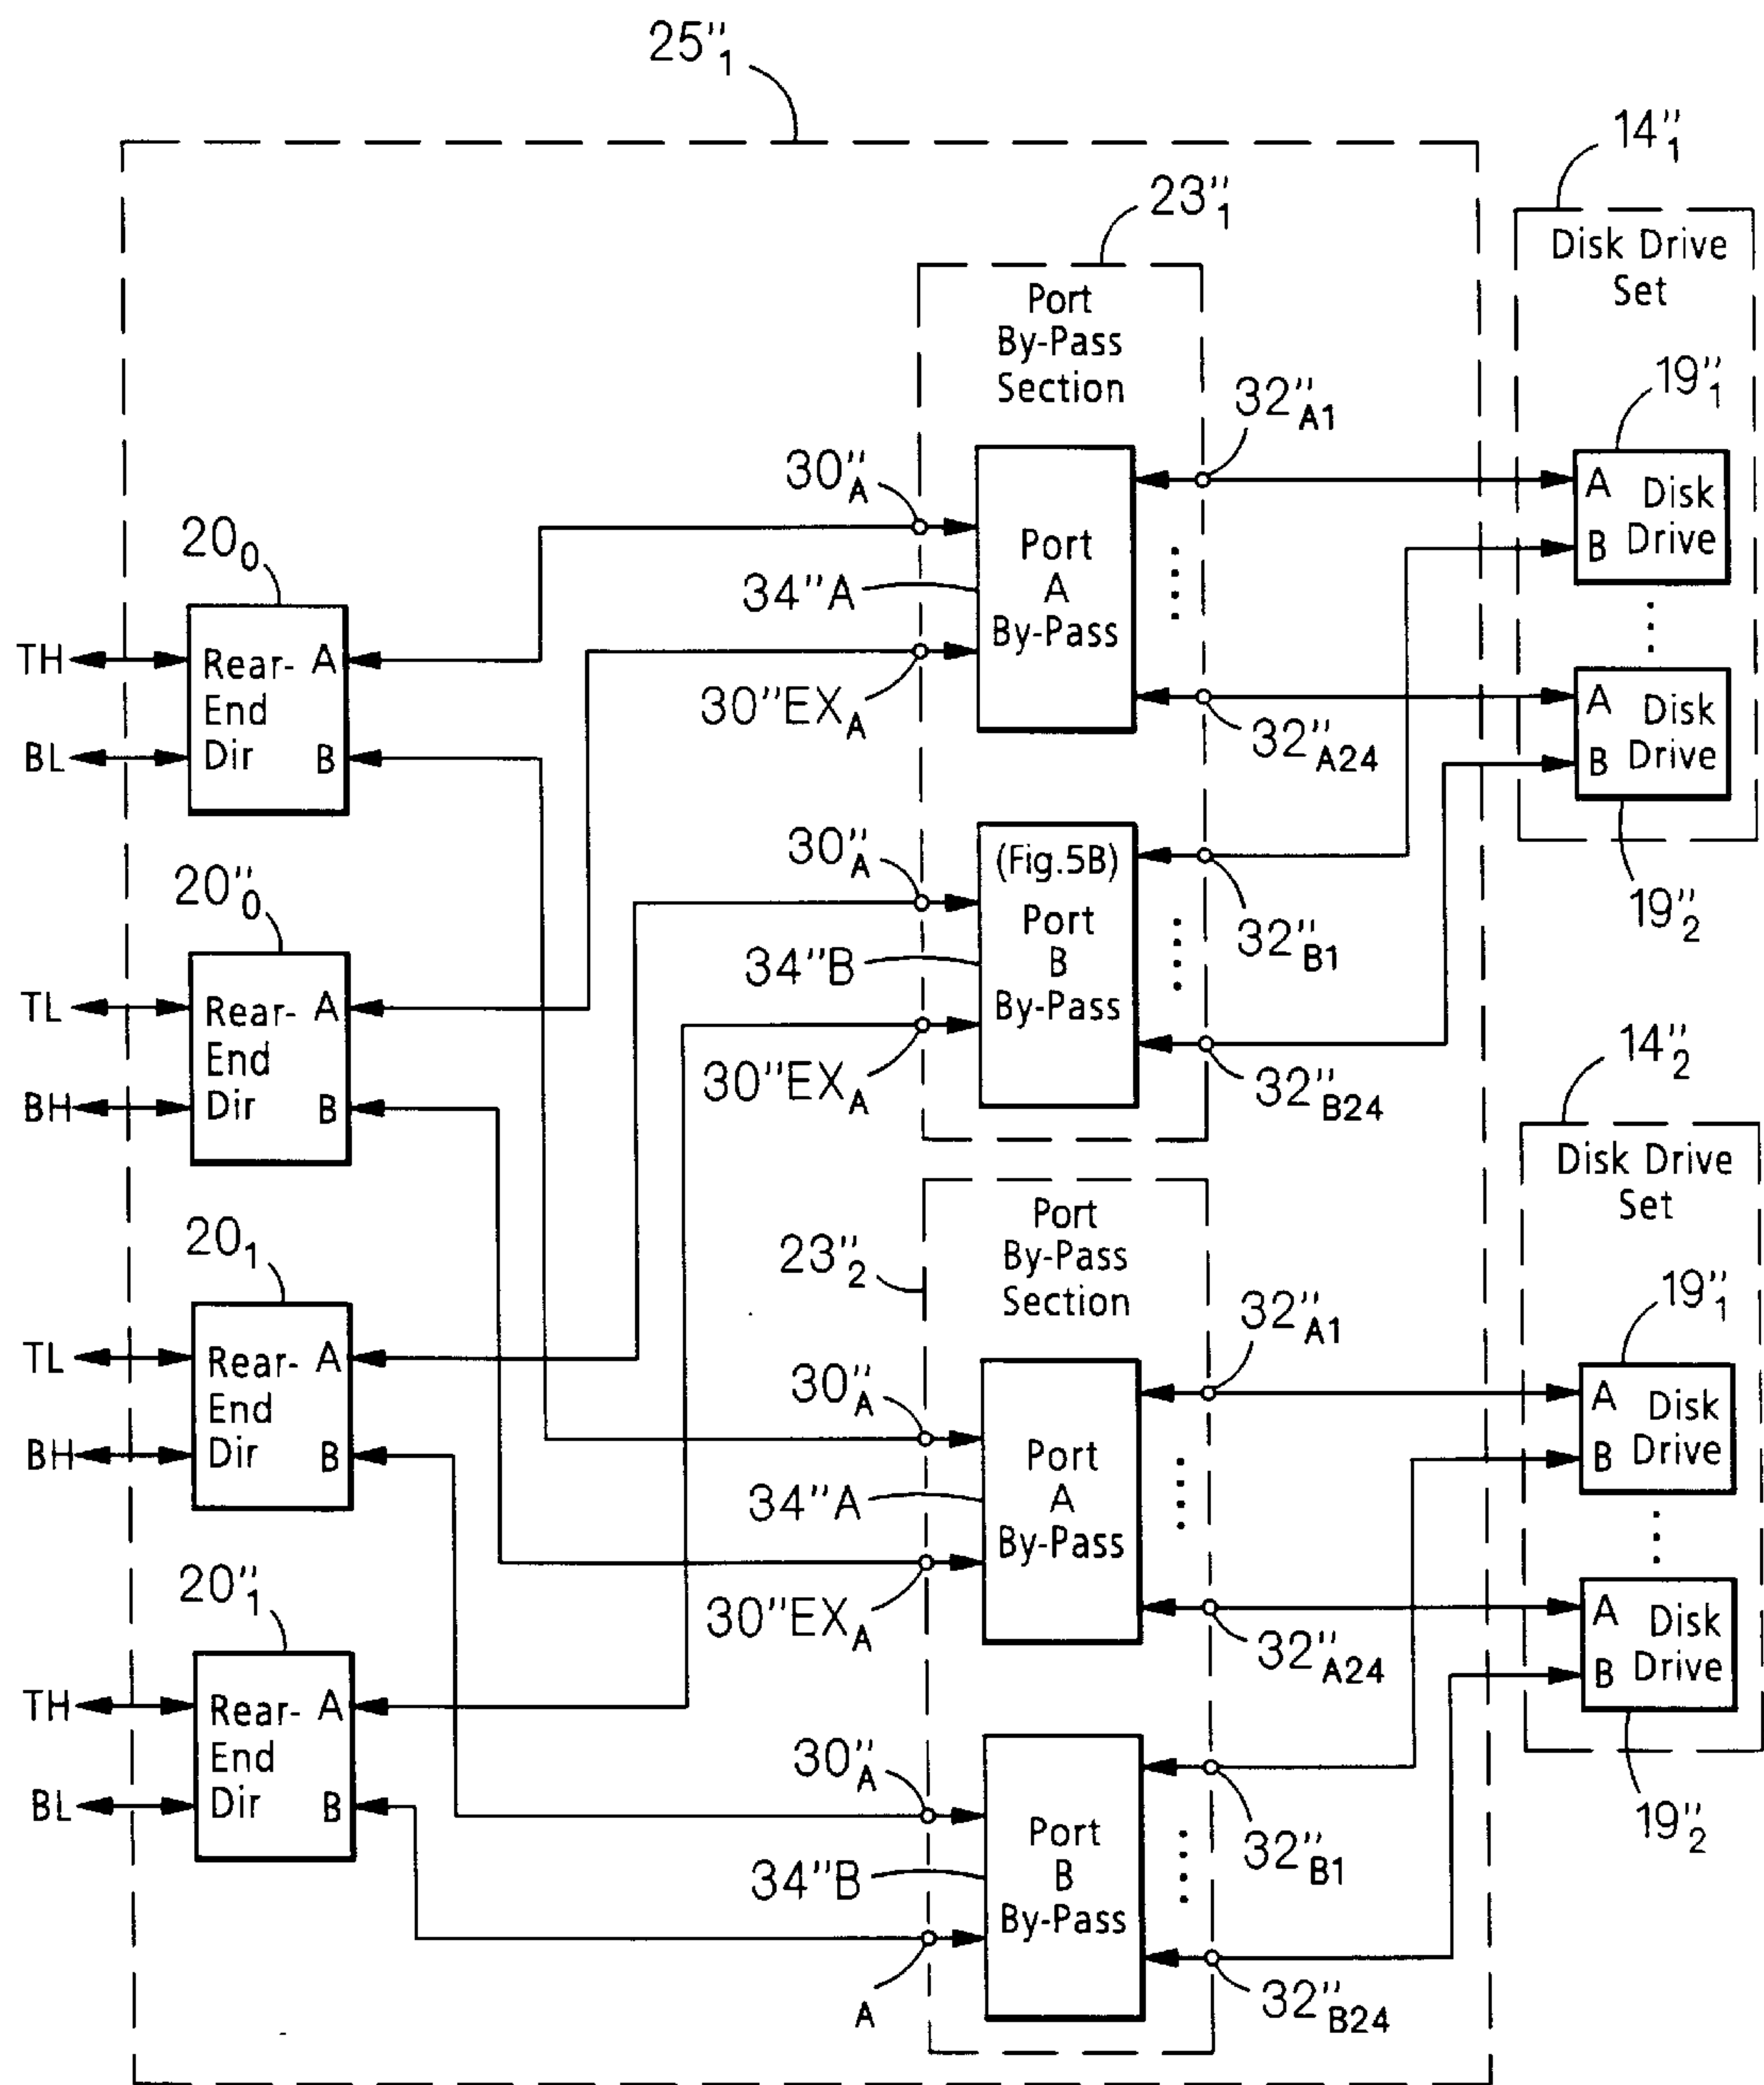 25"₁
14"₁
Disk Drive
Set
23"₁
Port
By-Pass
Section
19"₁
A Disk
B Drive
32"A1
30"A
34"A
Port
A
By-Pass
30"EXA
32"A24
A Disk
B Drive
19"₂
20₀
TH
BL
Rear- A
End
Dir B
30"A
34"B
(Fig.5B)
Port
B
By-Pass
30"EXA
32"B1
32"B24
20"₀
TL
BH
Rear- A
End
Dir B
14"₂
Disk Drive
Set
23"₂
Port
By-Pass
Section
20₁
TL
BH
Rear- A
End
Dir B
30"A
34"A
Port
A
By-Pass
30"EXA
32"A1
32"A24
19"₁
A Disk
B Drive
A Disk
B Drive
19"₂
20"₁
TH
BL
Rear- A
End
Dir B
30"A
34"B
Port
B
By-Pass
A
32"B1
32"B24